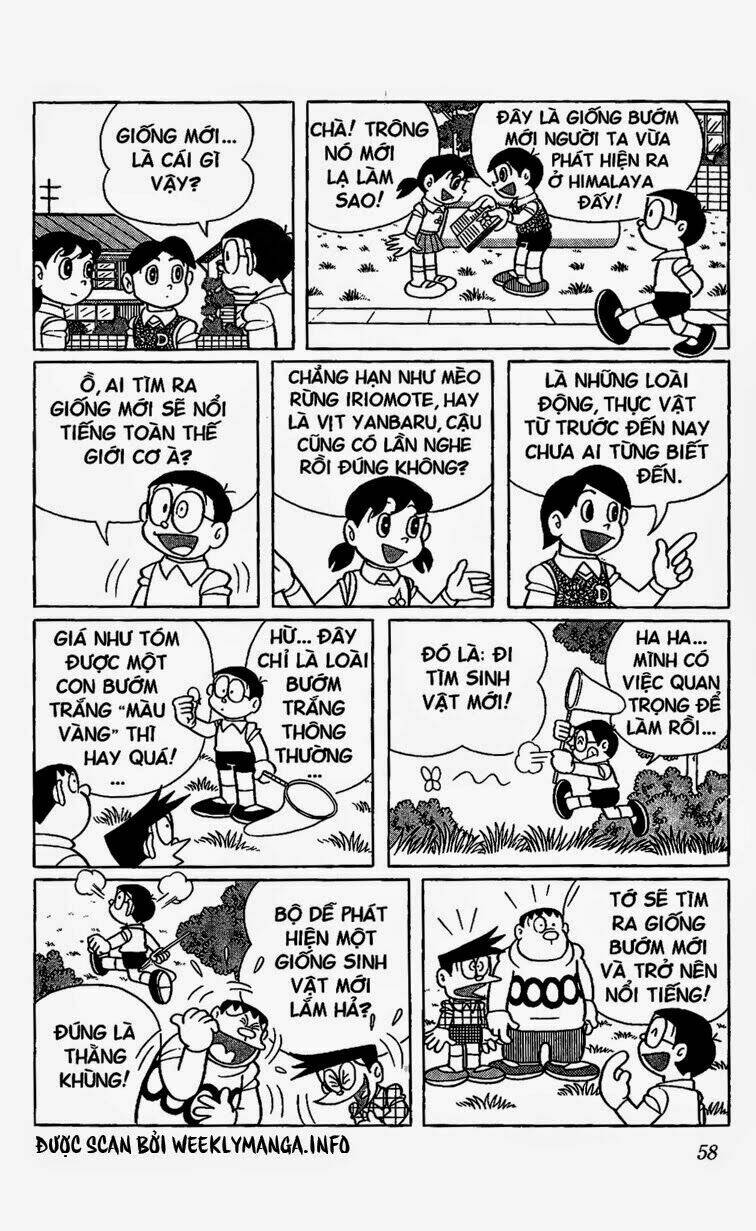 ĐÂY LÀ GIỐNG BƯỚM
MỚI NGƯỜI TA VỪA
PHÁT HIỆN RA
Ở HIMALAYA
ĐẤY!
CHÀ! TRÔNG
NÓ MỚI
LẠ LÀM
SAO!
GIỐNG MỚI...
LÀ CÁI GÌ
VẬY?
LÀ NHỮNG LOÀI
ĐỘNG, THỰC VẬT
TỪ TRƯỚC ĐẾN NAY
CHƯA AI TỪNG BIẾT
ĐẾN.
CHẲNG HẠN NHƯ MÈO
RỪNG IRIOMOTE, HAY
LÀ VỊT YANBARU, CẬU
CŨNG CÓ LẦN NGHE
RỒI ĐÚNG KHÔNG?
Ồ, AI TÌM RA
GIỐNG MỚI SẼ NỔI
TIẾNG TOÀN THẾ
GIỚI CƠ À?
HA HA...
MÌNH CÓ
VIỆC QUAN
TRỌNG ĐỂ
LÀM RỒI...
ĐÓ LÀ: ĐI
TÌM SINH
VẬT MỚI!
HỪ... ĐÂY
CHỈ LÀ LOÀI
BƯỚM
TRẮNG
THÔNG
THƯỜNG
...
GIÁ NHƯ TÓM
ĐƯỢC MỘT
CON BƯỚM
TRẮNG "MÀU
VÀNG" THÌ
HAY QUÁ!
...
TỚ SẼ TÌM
RA GIỐNG
BƯỚM MỚI
VÀ TRỞ NÊN
NỔI TIẾNG!
BỘ DỄ PHÁT
HIỆN MỘT
GIỐNG SINH
VẬT MỚI
LẮM HẢ?
ĐÚNG LÀ
THẰNG
KHÙNG!
ĐƯỢC SCAN BỞI WEEKLYMANGA.INFO
58